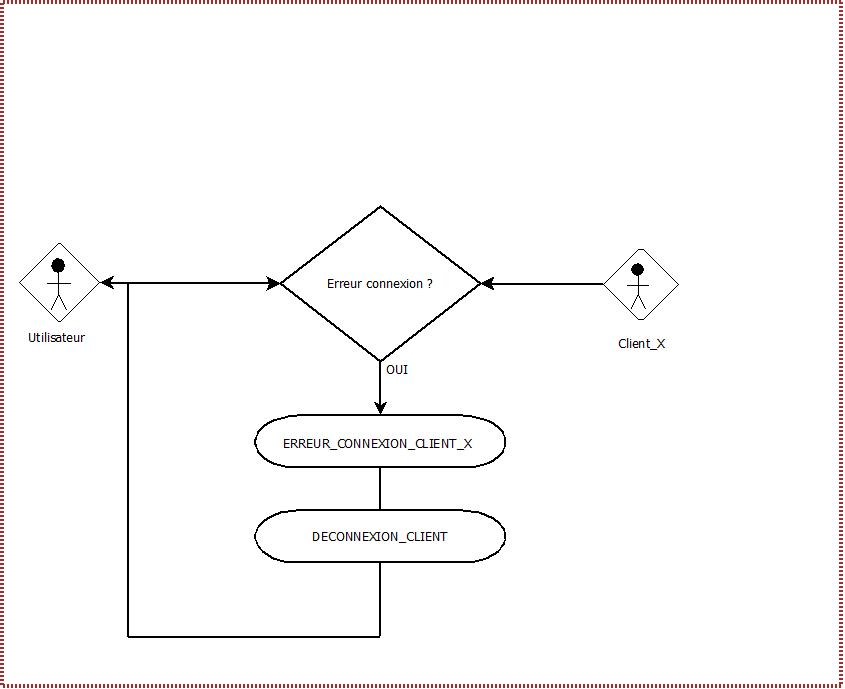 Erreur connexion ?
Utilisateur
Client_X
OUI
ERREUR_CONNEXION_CLIENT_X
DECONNEXION_CLIENT